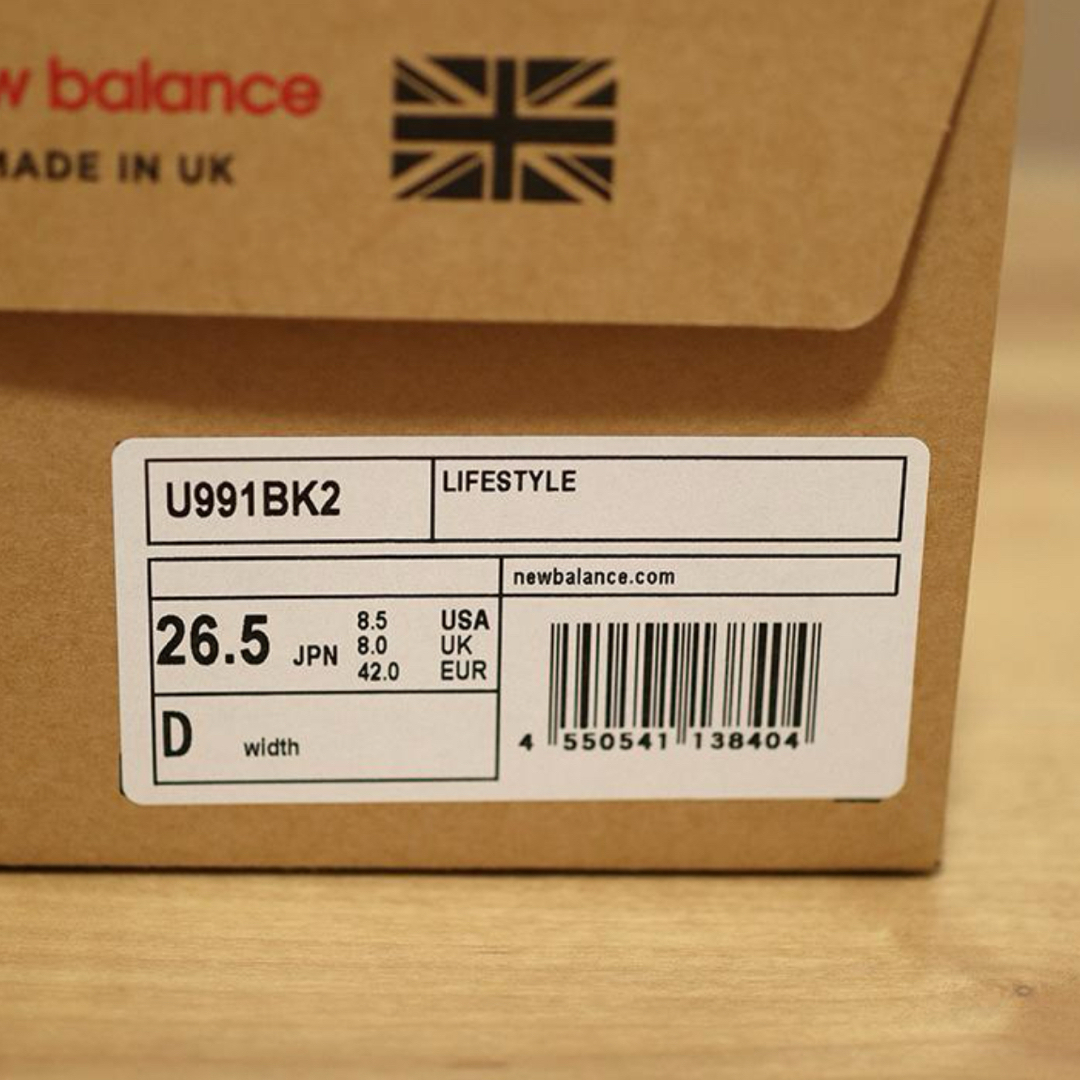 w balance
MADE IN UK
U991BK2
LIFESTYLE
newbalance.com
26.5 JPN
8.5 USA
8.0 UK
42.0 EUR
D width
4 550541 138404